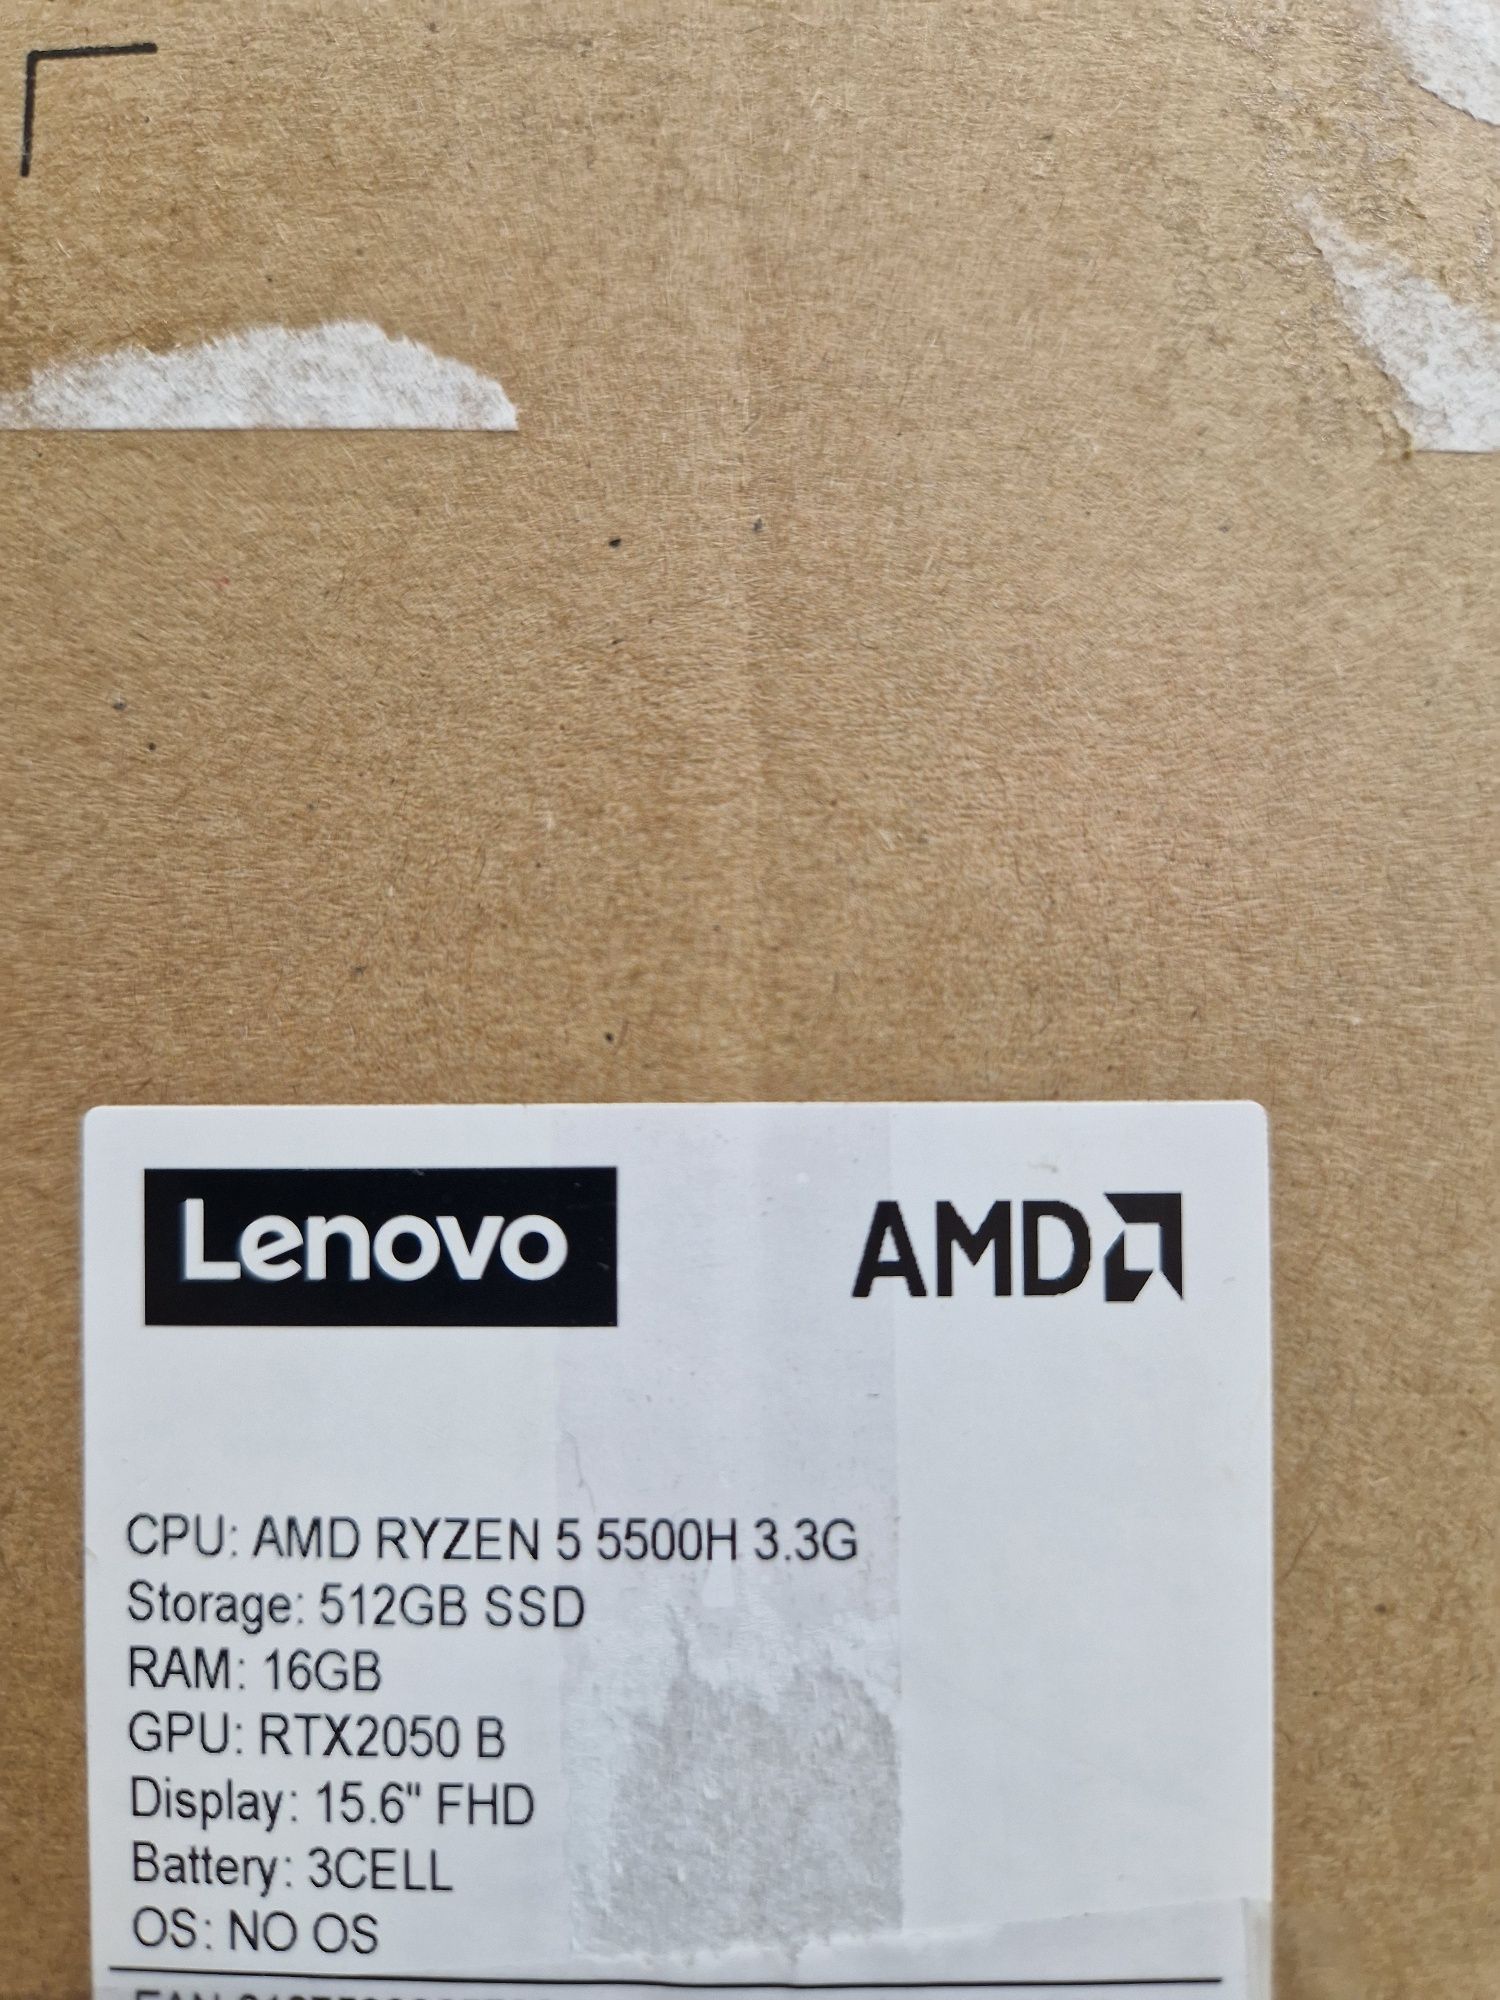 Lenovo AMD
CPU: AMD RYZEN 5 5500H 3.3G
Storage: 512GB SSD
RAM: 16GB
GPU: RTX2050 B
Display: 15.6" FHD
Battery: 3CELL
OS: NO OS